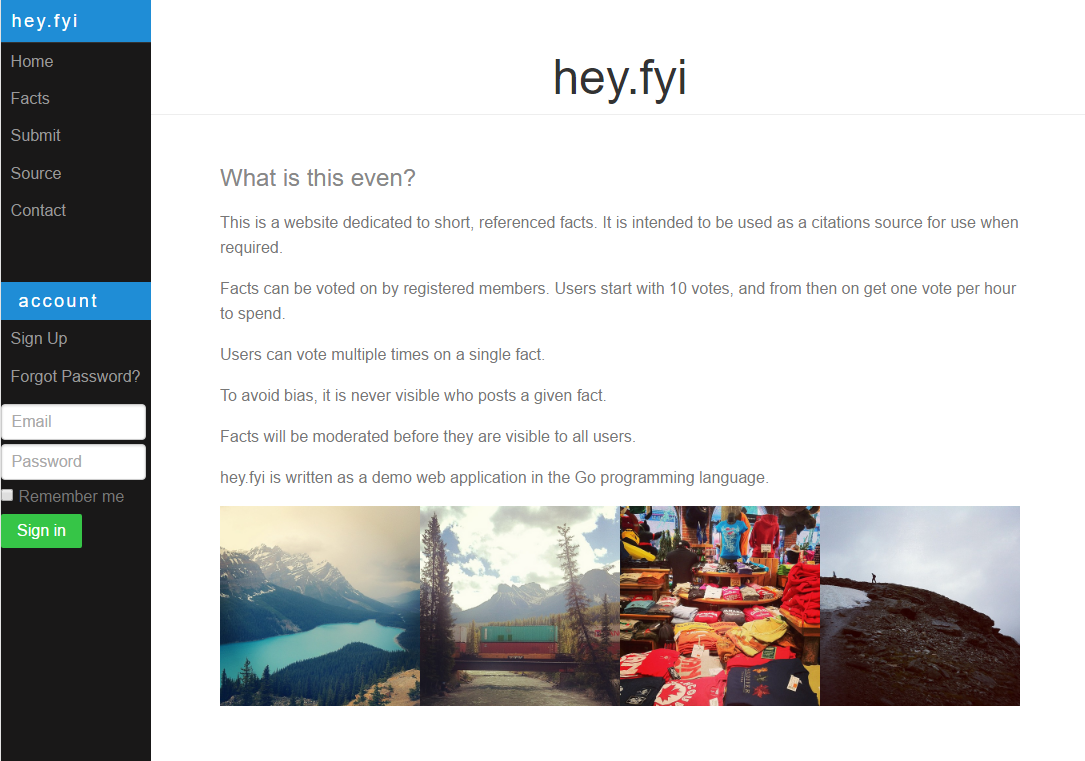 hey.fyi
Home
Facts
Submit
Source
Contact
account
Sign Up
Forgot Password?
Email
Password
Remember me
Sign in
hey.fyi
What is this even?
This is a website dedicated to short, referenced facts. It is intended to be used as a citations source for use when
required.
Facts can be voted on by registered members. Users start with 10 votes, and from then on get one vote per hour
to spend.
Users can vote multiple times on a single fact.
To avoid bias, it is never visible who posts a given fact.
Facts will be moderated before they are visible to all users.
hey.fyi is written as a demo web application in the Go programming language.